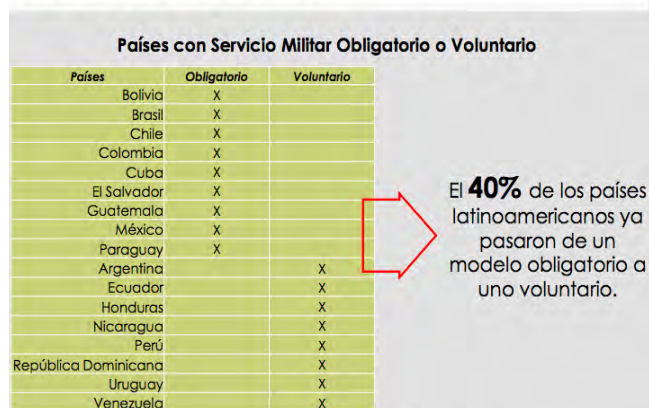 Países con Servicio Militar Obligatorio o Voluntario
Países Obligatorio Voluntario
Bolivia X
Brasil X
Chile X
Colombia X
Cuba X
El Salvador X
Guatemala X
México X
Paraguay X
Argentina X
Ecuador X
Honduras X
Nicaragua X
Perú X
República Dominicana X
Uruguay X
Venezuela X
El 40% de los países
latinoamericanos ya
pasaron de un
modelo obligatorio a
uno voluntario.